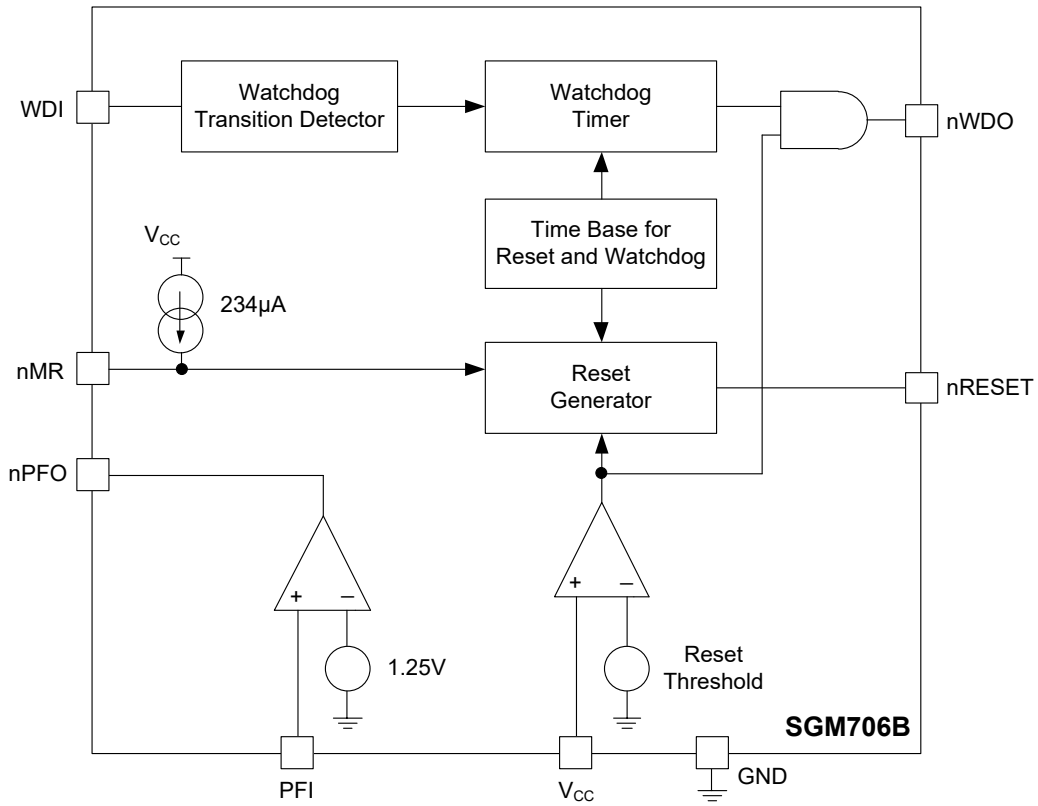 WDI
Watchdog
Transition Detector
Watchdog
Timer
nWDO
Time Base for
Reset and Watchdog
VCC
234µA
nMR
Reset
Generator
nRESET
nPFO
+
–
1.25V
+
–
Reset
Threshold
SGM706B
PFI
VCC
GND